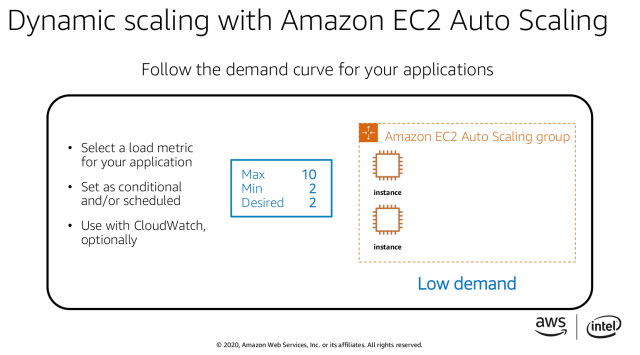 Dynamic scaling with Amazon EC2 Auto Scaling
Follow the demand curve for your applications
• Select a load metric
for your application
• Set as conditional
and/or scheduled
• Use with CloudWatch,
optionally
Max 10
Min 2
Desired 2
Amazon EC2 Auto Scaling group
instance
instance
Low demand
aws
intel
© 2020, Amazon Web Services, Inc. or its affiliates. All rights reserved.